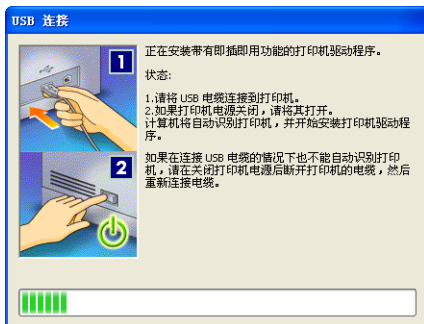 USB 连接
1
正在安装带有即插即用功能的打印机驱动程序。
状态:
1.请将 USB 电缆连接到打印机。
2.如果打印机电源关闭，请将其打开。
计算机将自动识别打印机，并开始安装打印机驱动程
序。
2
如果在连接 USB 电缆的情况下也不能自动识别打印
机，请在关闭打印机电源后断开打印机的电缆，然后
重新连接电缆。